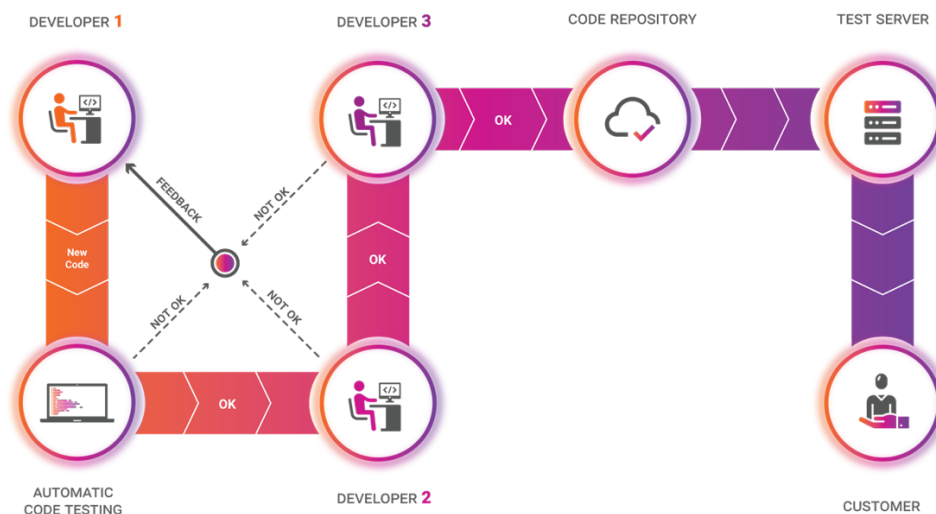 DEVELOPER 1
DEVELOPER 3
CODE REPOSITORY
TEST SERVER
</>
</>
OK
FEEDBACK
NOT OK
New
Code
OK
NOT OK
NOT OK
OK
</>
AUTOMATIC
CODE TESTING
DEVELOPER 2
CUSTOMER